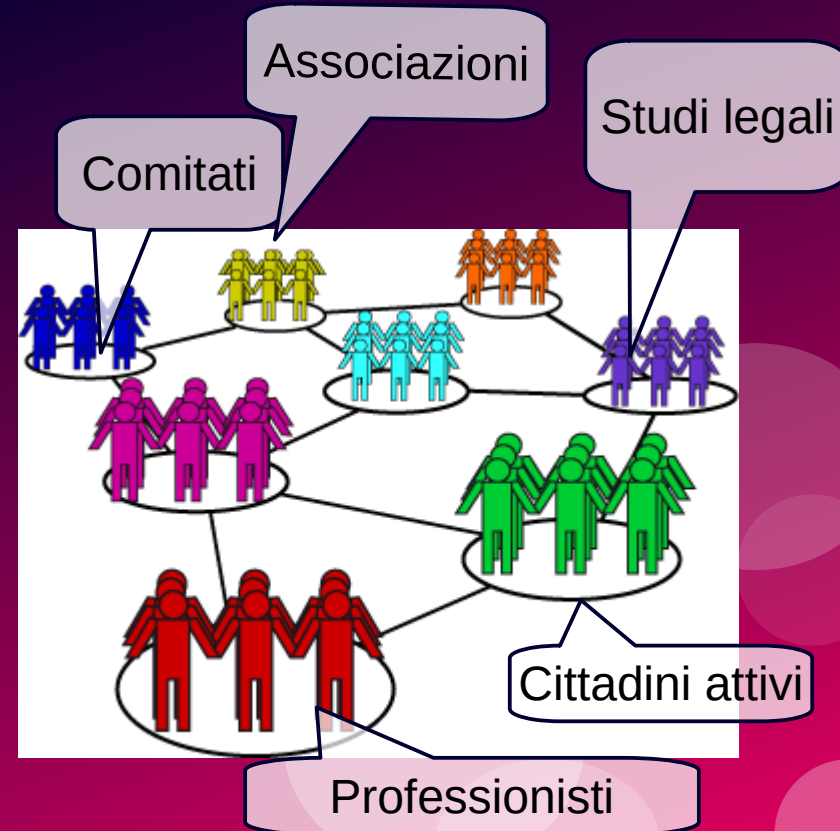 Associazioni
Studi legali
Comitati
Cittadini attivi
Professionisti